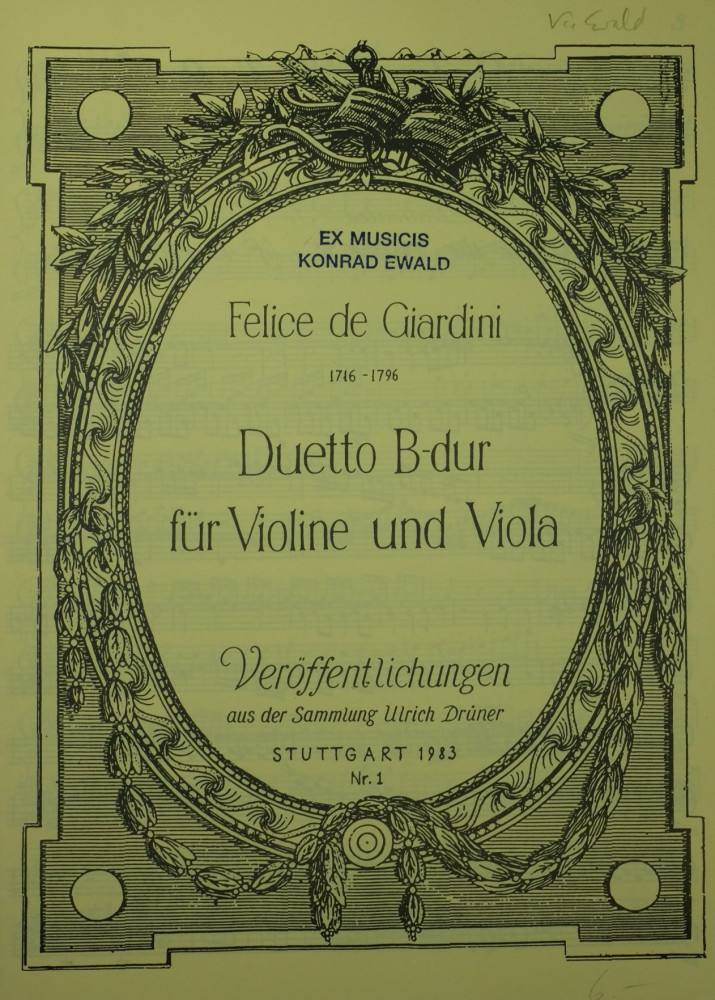 EX MUSICIS
KONRAD EWALD
Felice de Giardini
1716 - 1796
Duetto B-dur
für Violine und Viola
Veröffentlichungen
aus der Sammlung Ulrich Drüner
STUTTGART 1983
Nr. 1